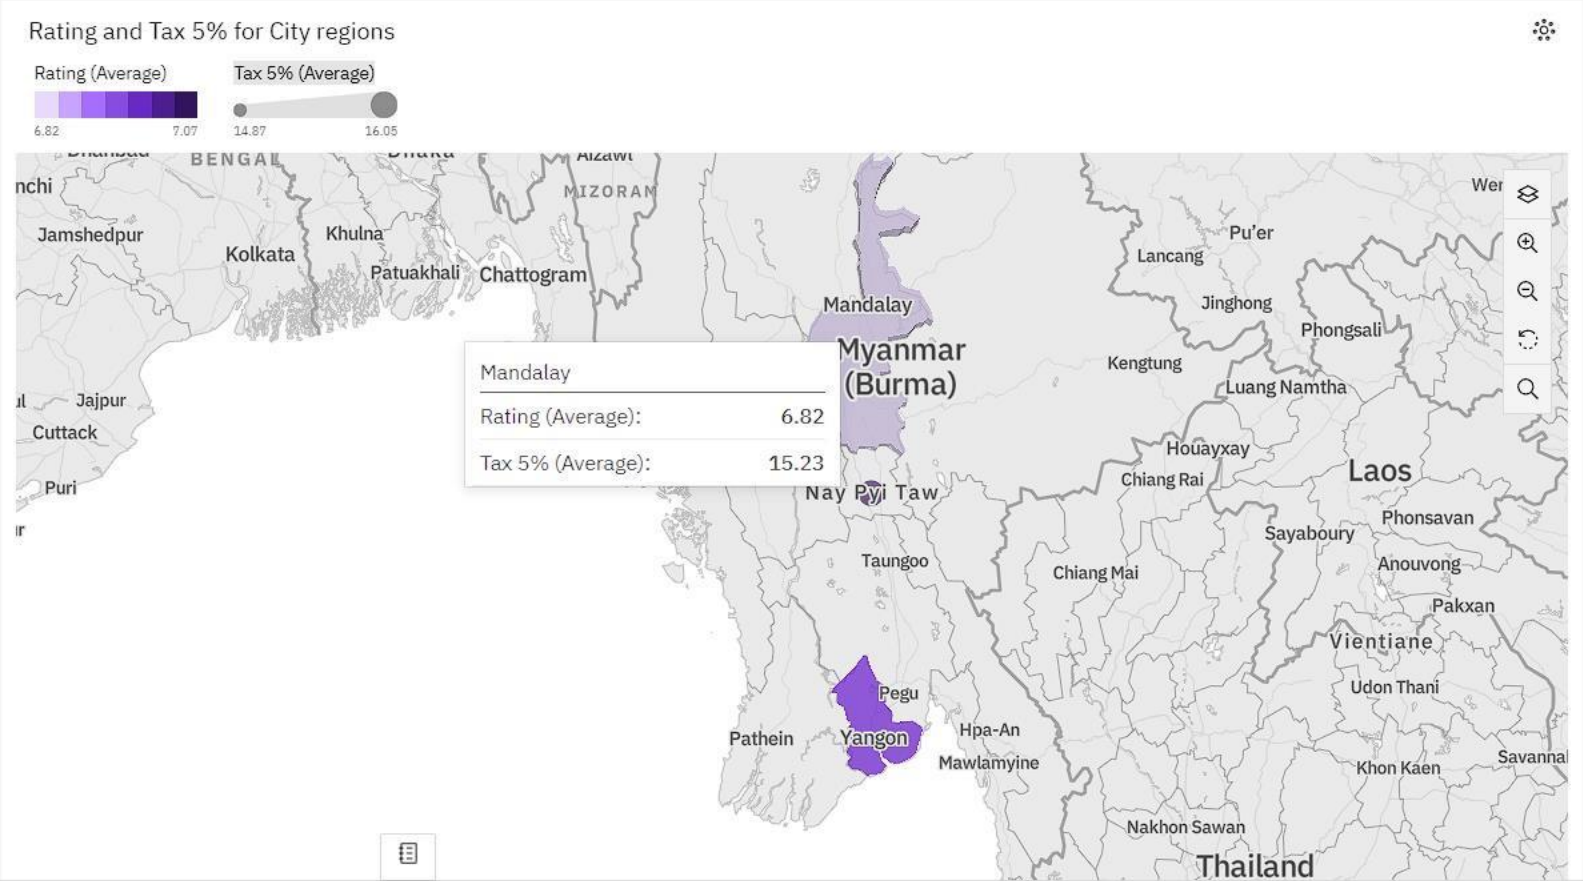 Rating and Tax 5% for City regions
Rating (Average)
Tax 5% (Average)
6.82
7.07
14.87
16.05
BENGAL
Dhaka
Aizawl
nchi
MIZORAM
Jamshedpur
Kolkata
Khulna
Patuakhali
Chattogram
Pu'er
Lancang
Mandalay
Jinghong
Phongsali
Myanmar
(Burma)
Kengtung
Luang Namtha
Jajpur
Cuttack
Mandalay
Rating (Average): 6.82
Tax 5% (Average): 15.23
Houayxay
Chiang Rai
Laos
Puri
Nay Pyi Taw
Phonsavan
Sayaboury
Taungoo
Chiang Mai
Anouvong
Pakxan
Vientiane
Udon Thani
Pegu
Pathein
Yangon
Hpa-An
Mawlamyine
Savanna
Khon Kaen
Nakhon Sawan
Thailand